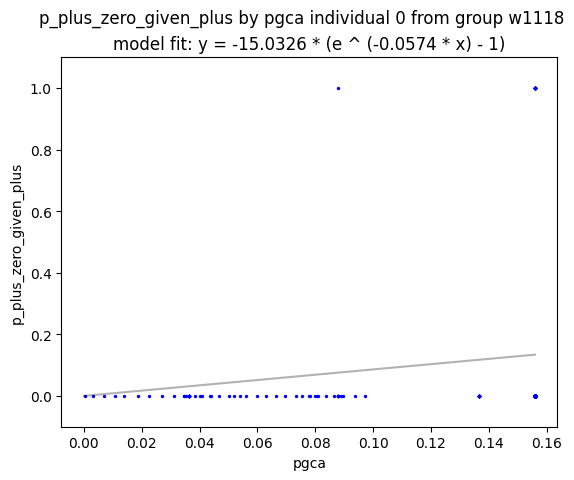 p_plus_zero_given_plus by pgca individual 0 from group w1118
model fit: y = -15.0326 * (e ^ (-0.0574 * x) - 1)
1.0
0.8
0.6
0.4
0.2
0.0
p_plus_zero_given_plus
0.00 0.02 0.04 0.06 0.08 0.10 0.12 0.14 0.16
pgca